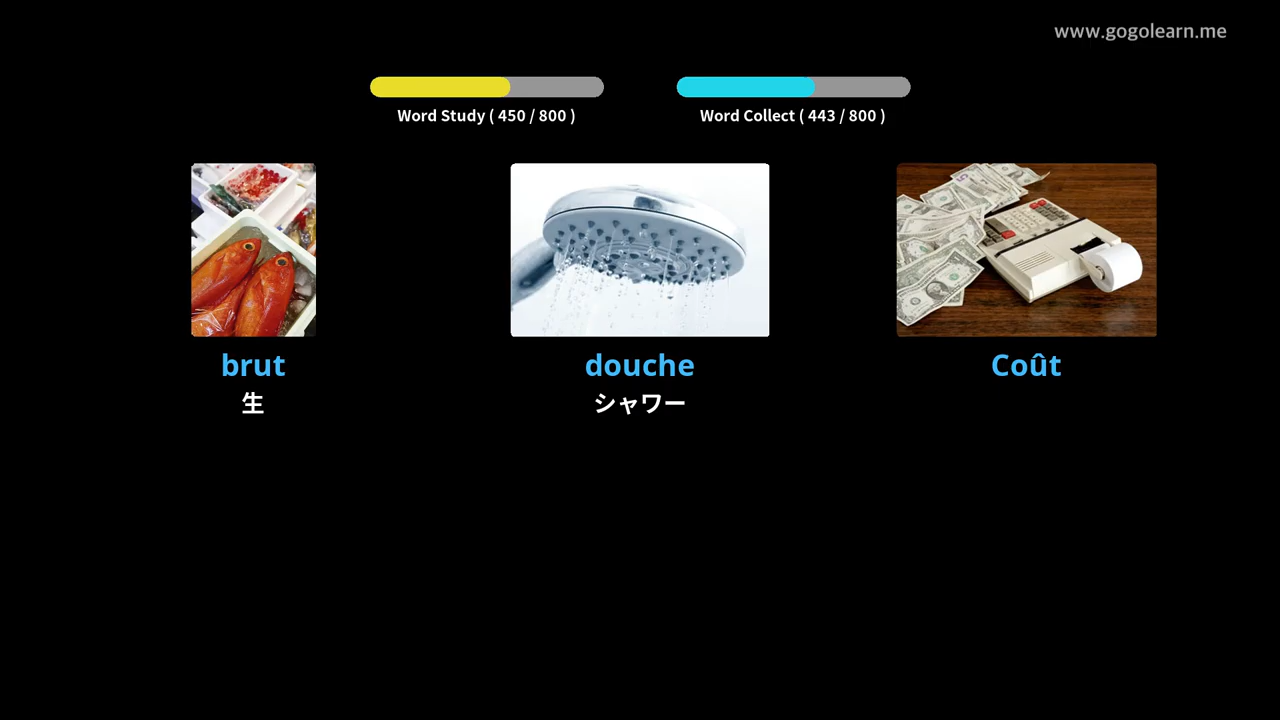 www.gogolearn.me
Word Study ( 450 / 800 )
Word Collect ( 443 / 800 )
brut
douche
Coût
生
シャワー